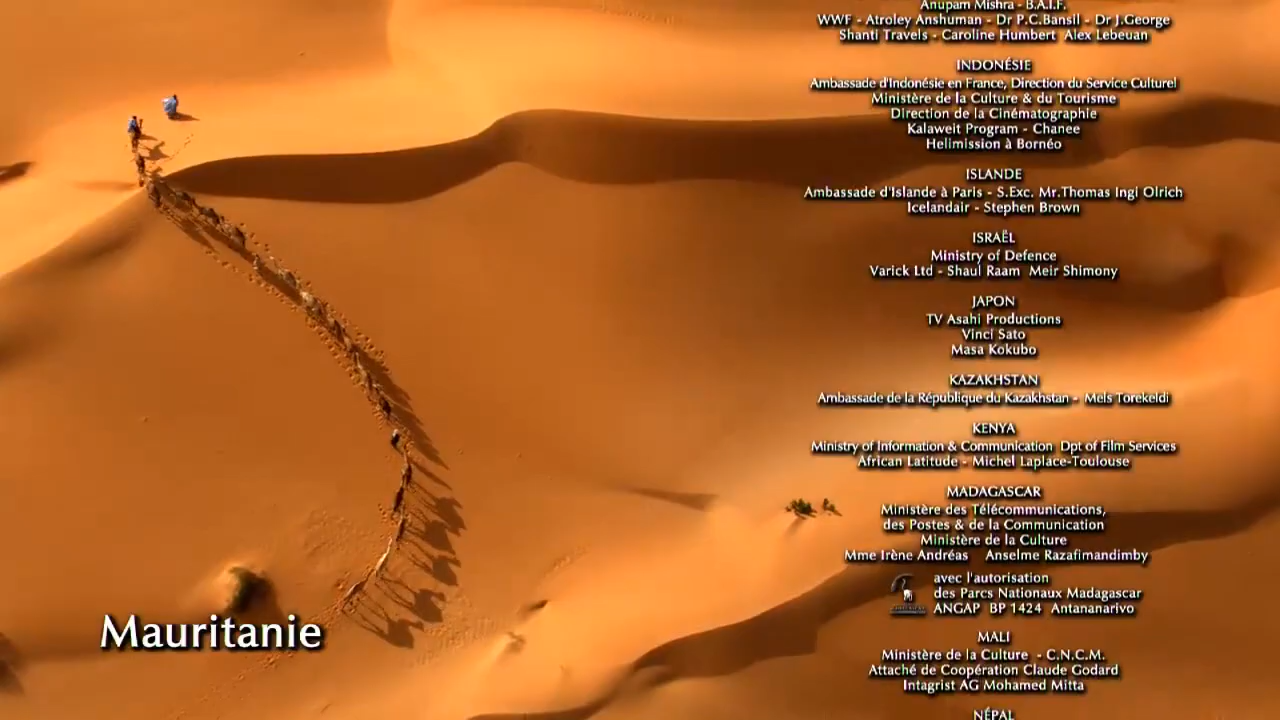 Anupam Mishra - B.A.I.F.
WWF - Atroley Anshuman - Dr P.C.Bansil - Dr J.George
Shanti Travels - Caroline Humbert Alex Lebeuan
INDONÉSIE
Ambassade d'Indonésie en France, Direction du Service Culturel
Ministère de la Culture & du Tourisme
Direction de la Cinématographie
Kalaweit Program - Chanee
Helimission à Bornéo
ISLANDE
Ambassade d'Islande à Paris - S.Exc. Mr.Thomas Ingi Olrich
Icelandair - Stephen Brown
ISRAËL
Ministry of Defence
Varick Ltd - Shaul Raam Meir Shimony
JAPON
TV Asahi Productions
Vinci Sato
Masa Kokubo
KAZAKHSTAN
Ambassade de la République du Kazakhstan - Mels Torekeldi
KENYA
Ministry of Information & Communication Dpt of Film Services
African Latitude - Michel Laplace-Toulouse
MADAGASCAR
Ministère des Télécommunications,
des Postes & de la Communication
Ministère de la Culture
Mme Irène Andréas Anselme Razafimandimby
avec l'autorisation
des Parcs Nationaux Madagascar
ANGAP BP 1424 Antananarivo
MALI
Ministère de la Culture - C.N.C.M.
Attaché de Coopération Claude Godard
Intagrist AG Mohamed Mitta
NÉPAL
Mauritanie